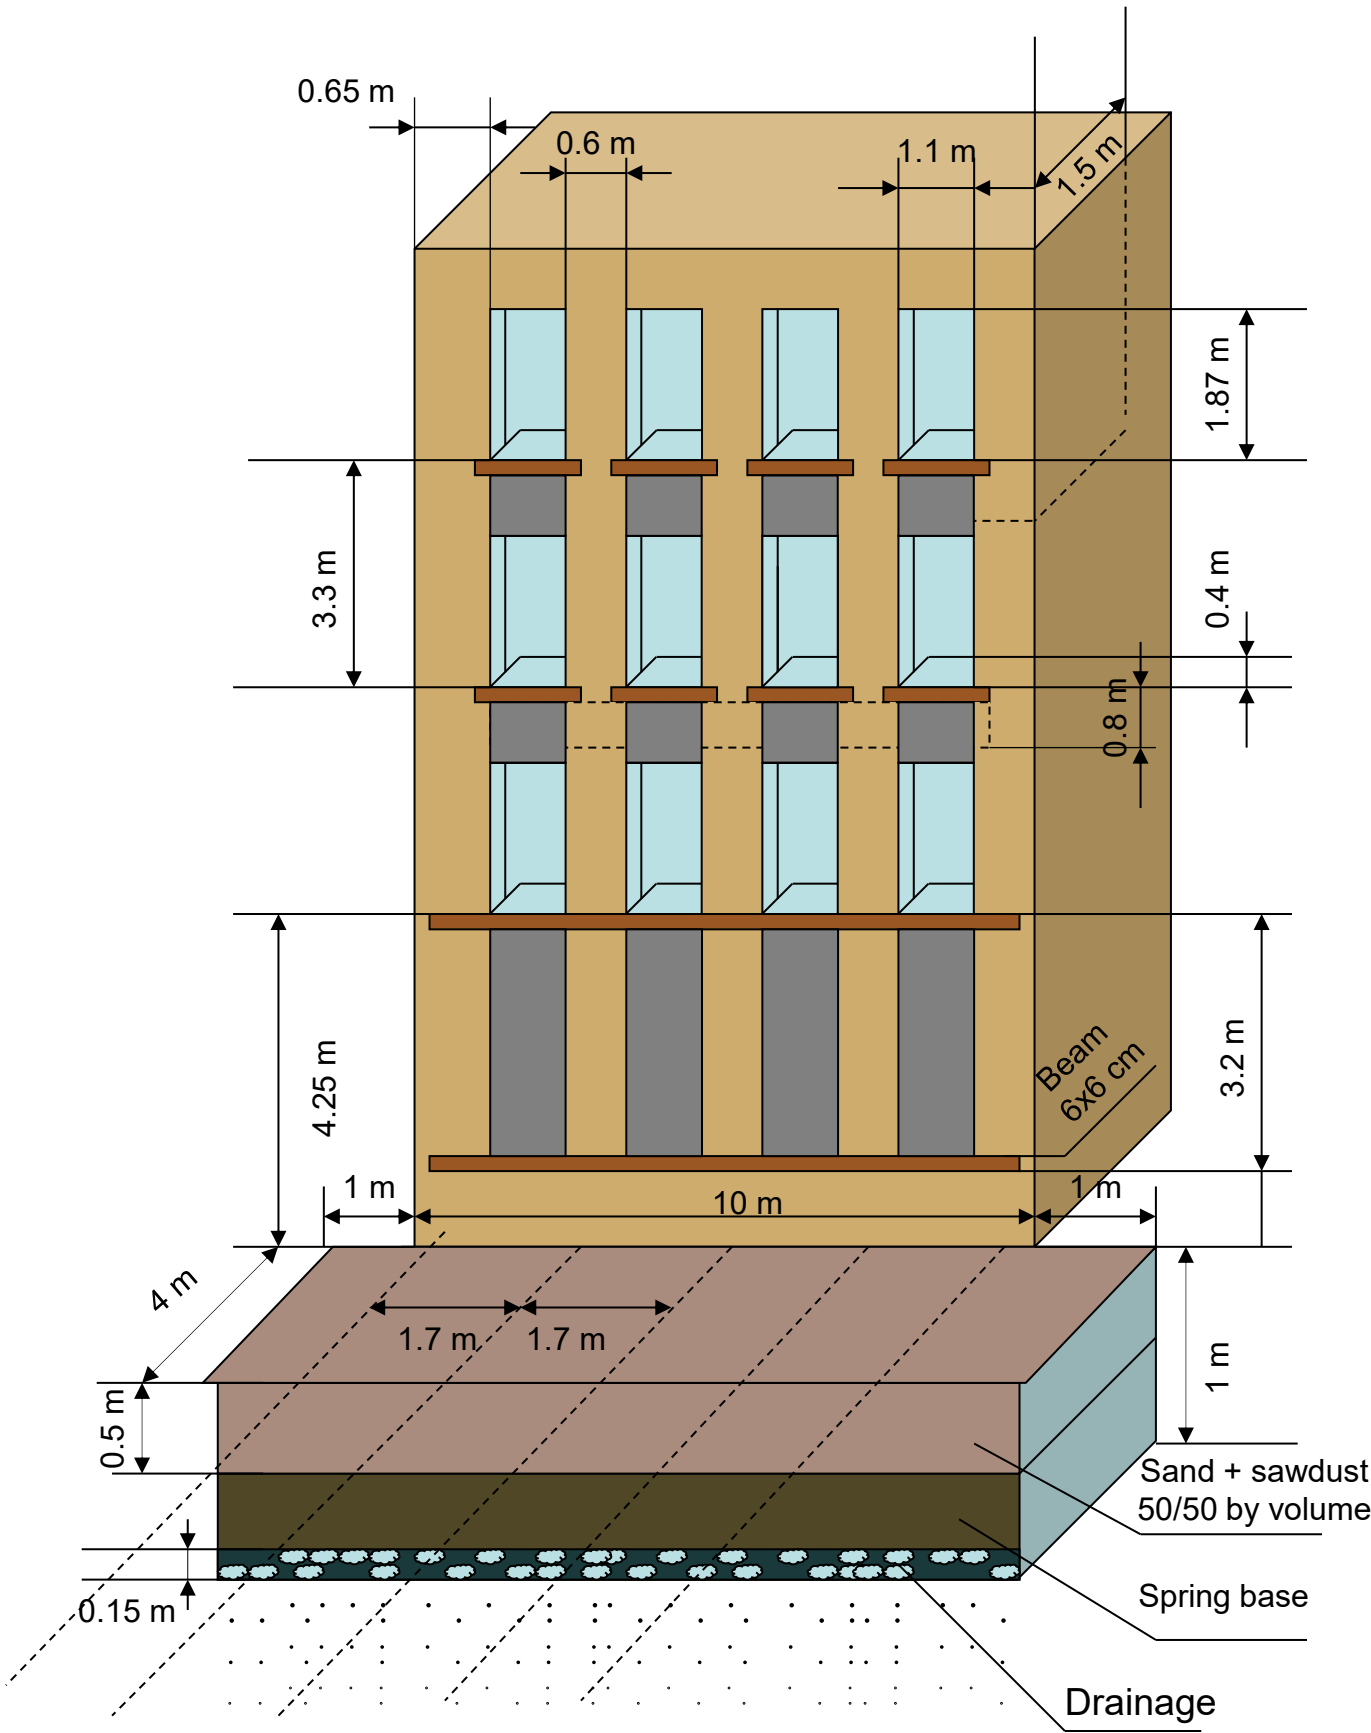 0.65 m
0.6 m
1.1 m
1.5 m
1.87 m
3.3 m
0.4 m
0.8 m
4.25 m
Beam
6x6 cm
3.2 m
1 m
10 m
1 m
4 m
1.7 m
1.7 m
1 m
0.5 m
Sand + sawdust
50/50 by volume
0.15 m
Spring base
Drainage